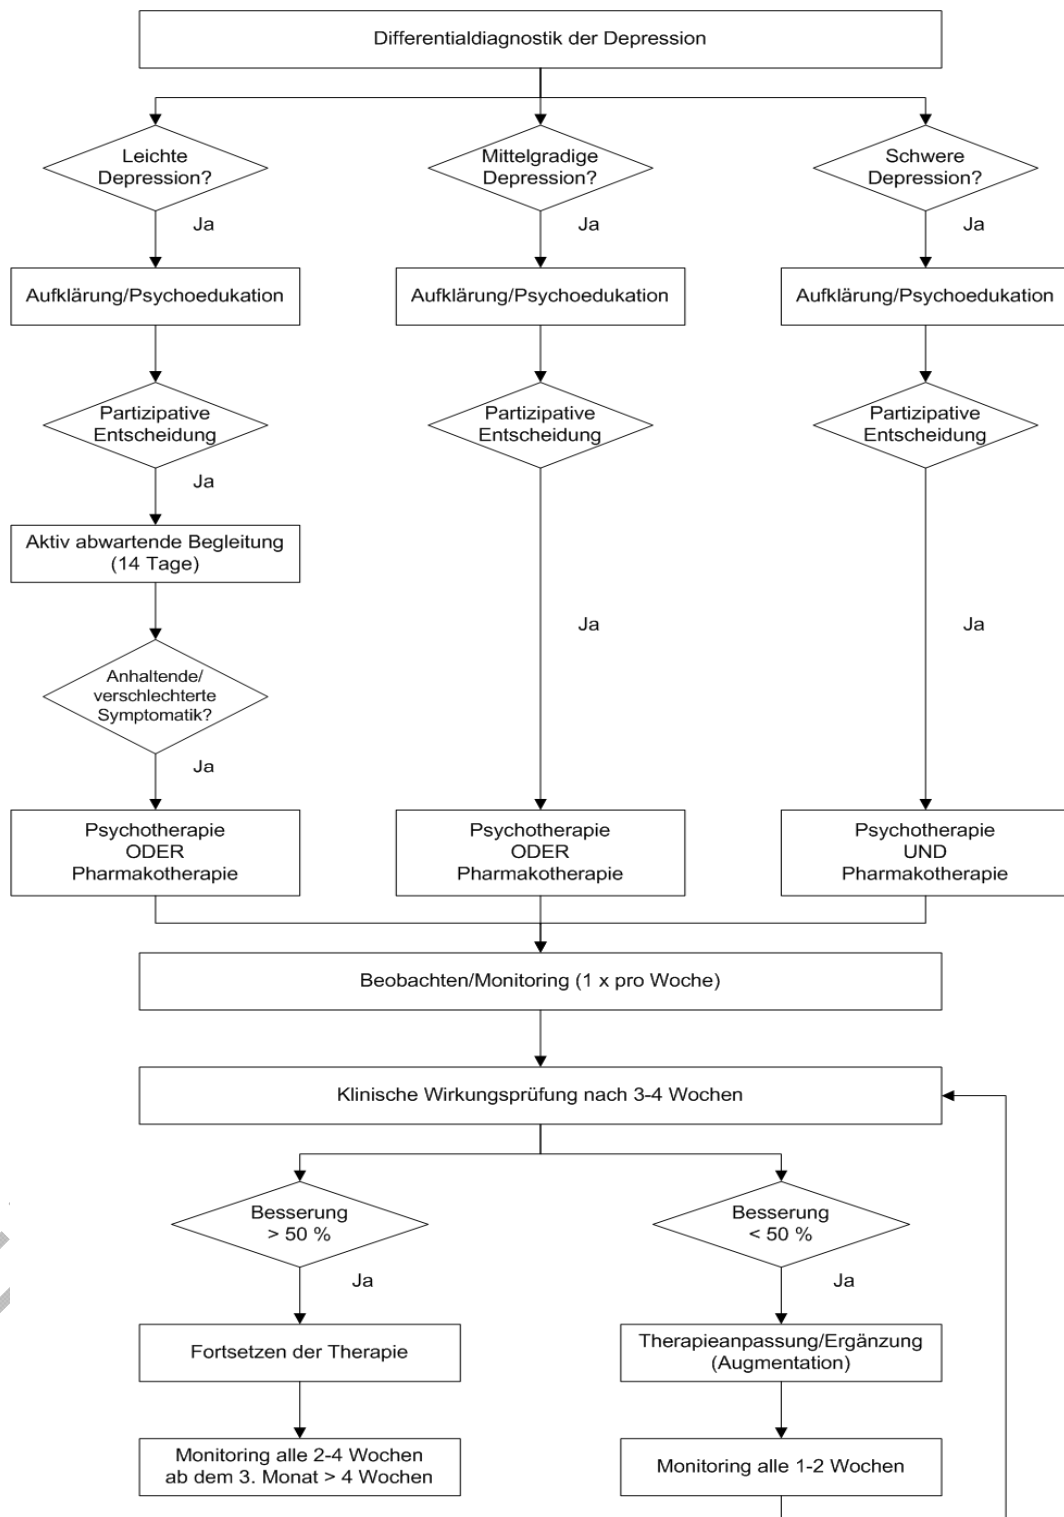 Differentialdiagnostik der Depression
Leichte
Depression?
Mittelgradige
Depression?
Schwere
Depression?
Ja
Ja
Ja
Aufklärung/Psychoedukation
Aufklärung/Psychoedukation
Aufklärung/Psychoedukation
Partizipative
Entscheidung
Partizipative
Entscheidung
Partizipative
Entscheidung
Ja
Aktiv abwartende Begleitung
(14 Tage)
Ja
Ja
Anhaltende/
verschlechterte
Symptomatik?
Ja
Psychotherapie
ODER
Pharmakotherapie
Psychotherapie
ODER
Pharmakotherapie
Psychotherapie
UND
Pharmakotherapie
Beobachten/Monitoring (1 x pro Woche)
Klinische Wirkungsprüfung nach 3-4 Wochen
Besserung
> 50 %
Besserung
< 50 %
Ja
Ja
Fortsetzen der Therapie
Therapieanpassung/Ergänzung
(Augmentation)
Monitoring alle 2-4 Wochen
ab dem 3. Monat > 4 Wochen
Monitoring alle 1-2 Wochen